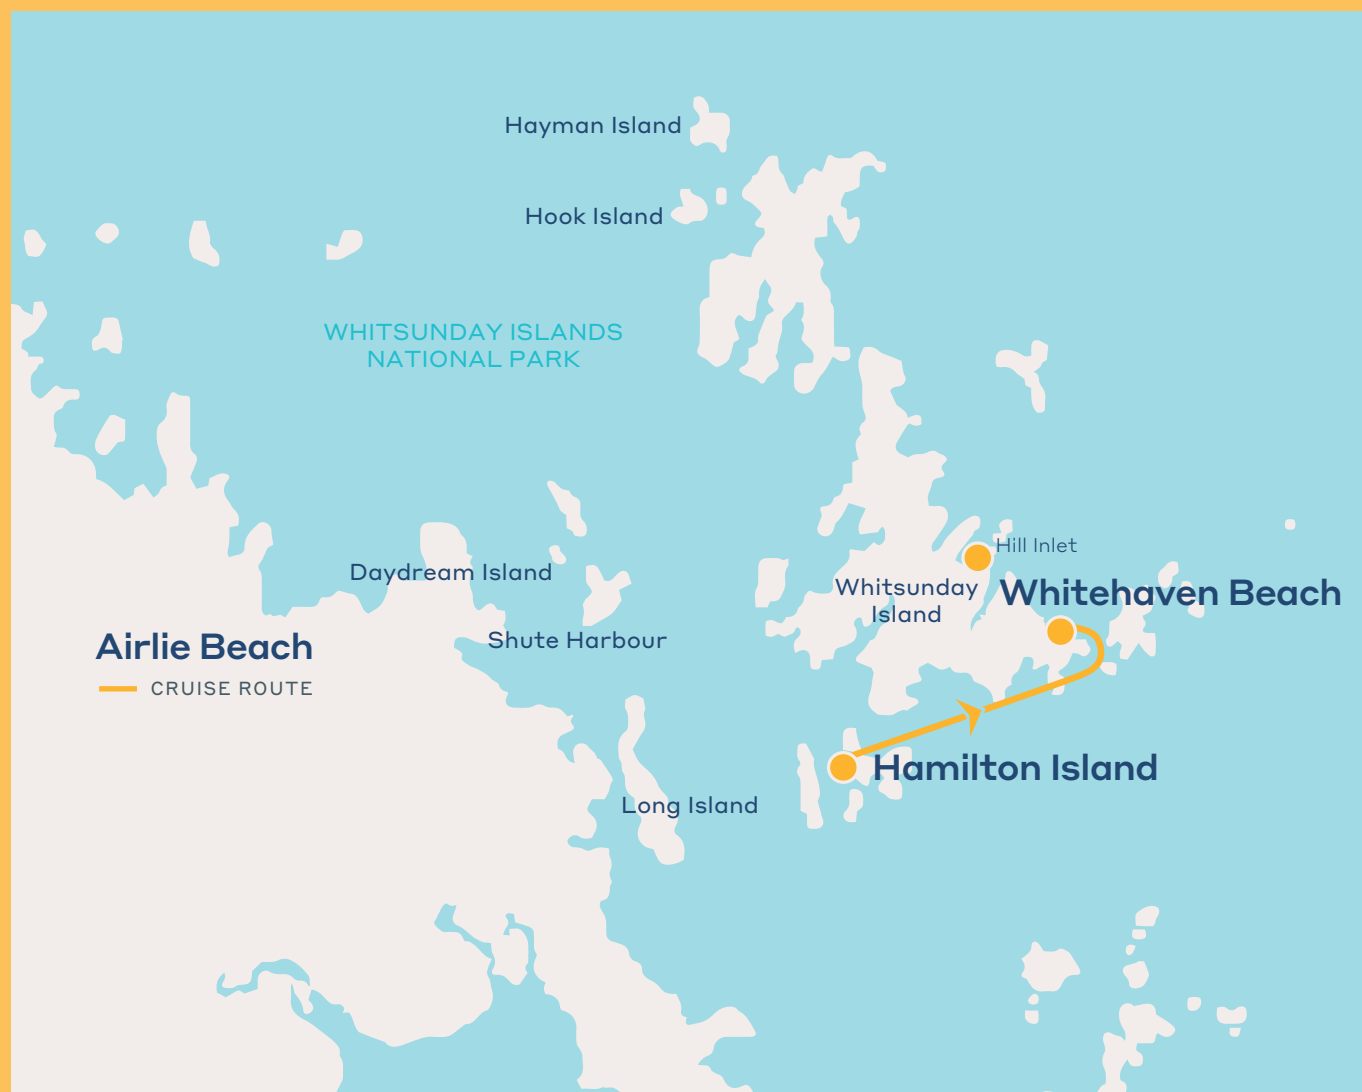 Hayman Island
Hook Island
WHITSUNDAY ISLANDS
NATIONAL PARK
Hill Inlet
Daydream Island
Whitsunday
Island
Whitehaven Beach
Shute Harbour
Airlie Beach
CRUISE ROUTE
Hamilton Island
Long Island